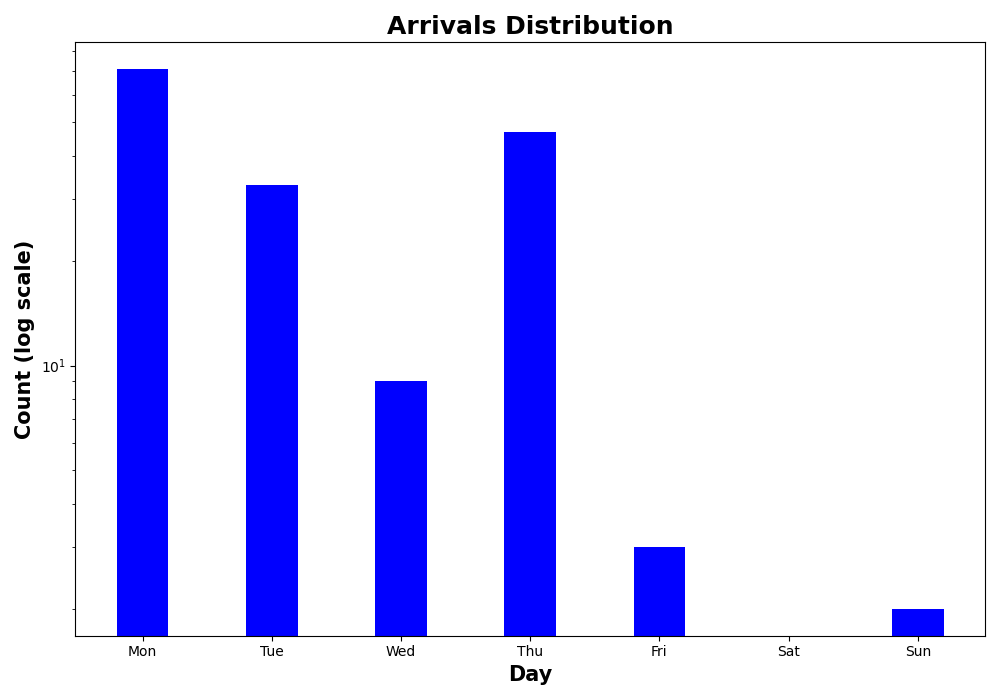 Arrivals Distribution
Count (log scale)
10¹
Mon Tue Wed Thu Fri Sat Sun
Day